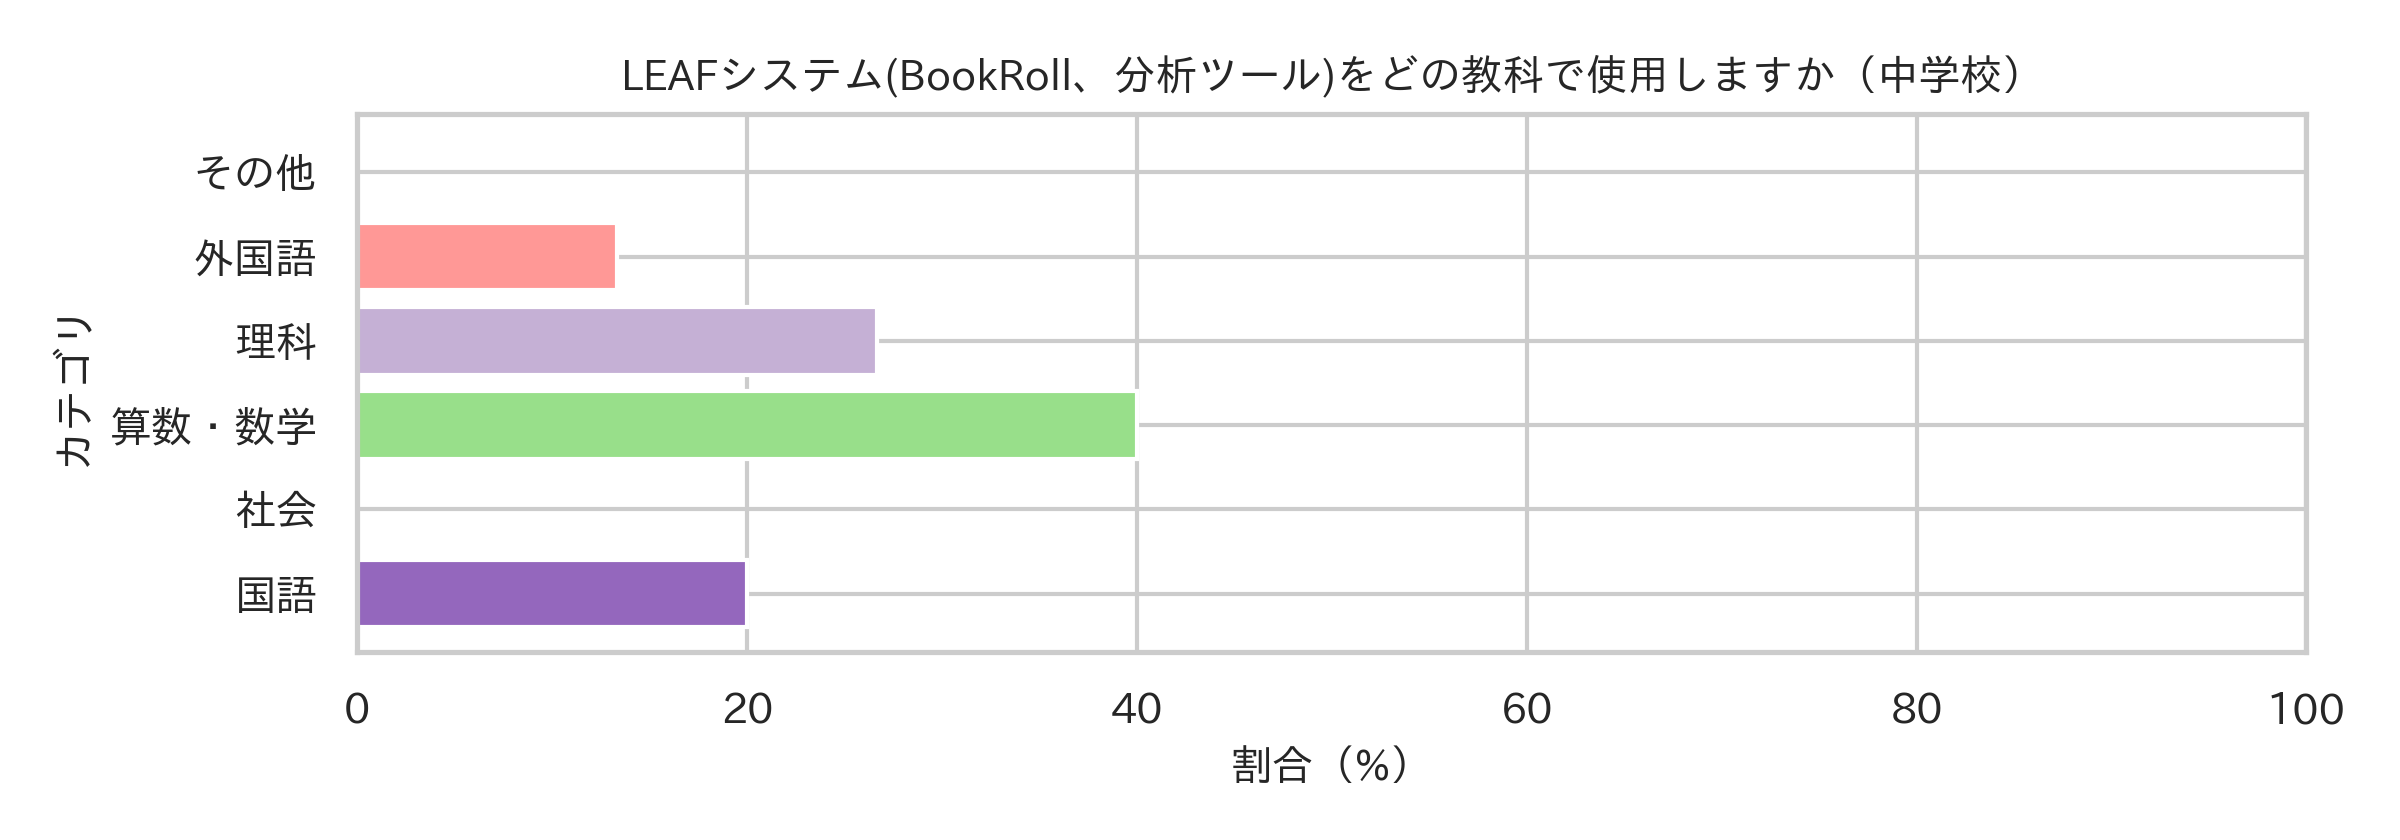 LEAFシステム(BookRoll、分析ツール)をどの教科で使用しますか（中学校）
その他
外国語
理科
算数・数学
社会
国語
カテゴリ
0 20 40 60 80 100
割合（%）